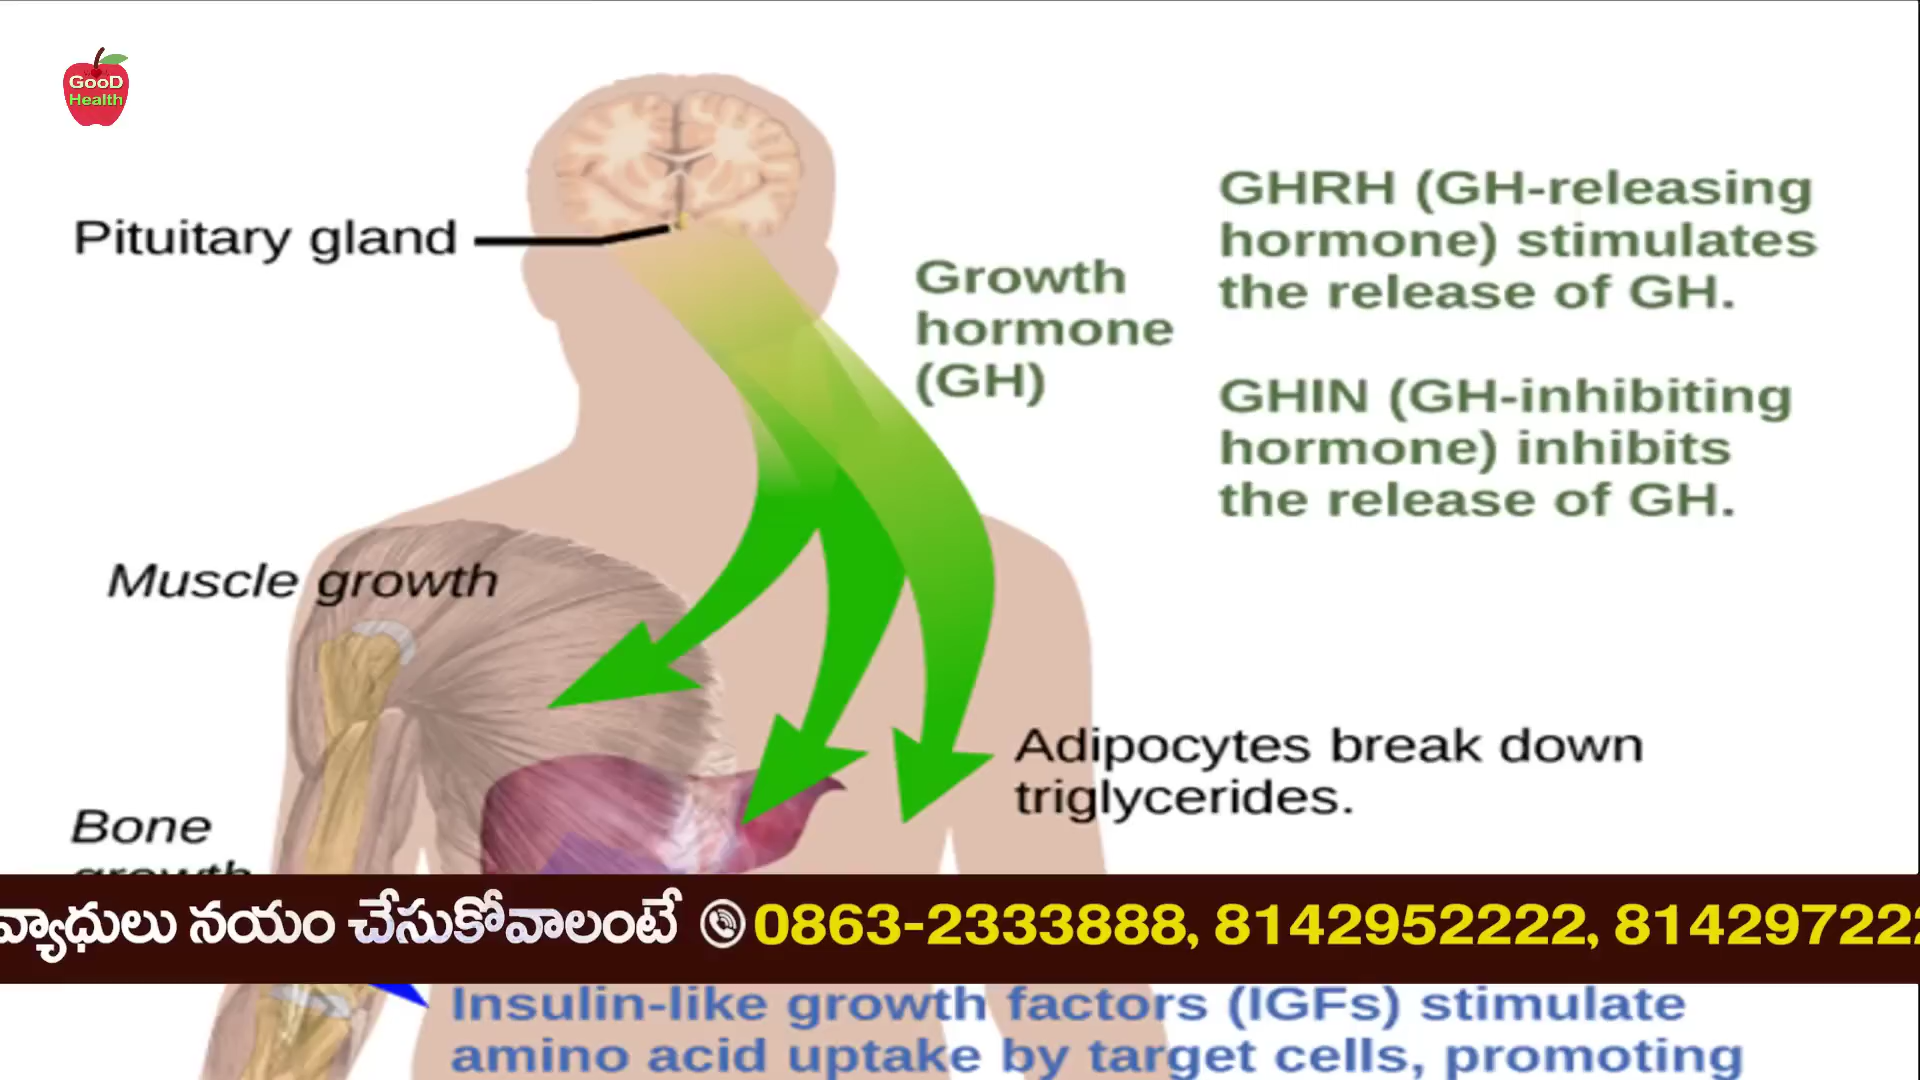 GooD
Health
Pituitary gland
Growth
hormone
(GH)
GHRH (GH-releasing
hormone) stimulates
the release of GH.
GHIN (GH-inhibiting
hormone) inhibits
the release of GH.
Muscle growth
Adipocytes break down
triglycerides.
Bone
growth
వ్యాధులు నయం చేసుకోవాలంటే 0863-2333888, 8142952222, 814297222
Insulin-like growth factors (IGFs) stimulate
amino acid uptake by target cells, promoting